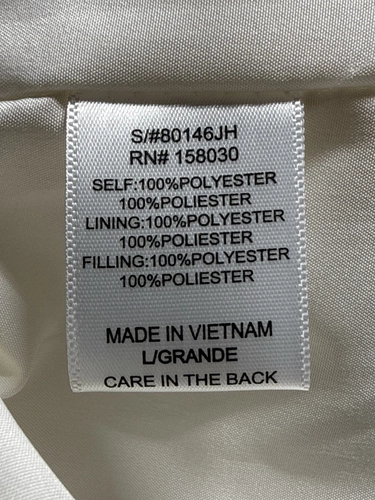 S/#80146JH
RN# 158030
SELF:100%POLYESTER
100%POLIESTER
LINING:100%POLYESTER
100%POLIESTER
FILLING:100%POLYESTER
100%POLIESTER
MADE IN VIETNAM
L/GRANDE
CARE IN THE BACK